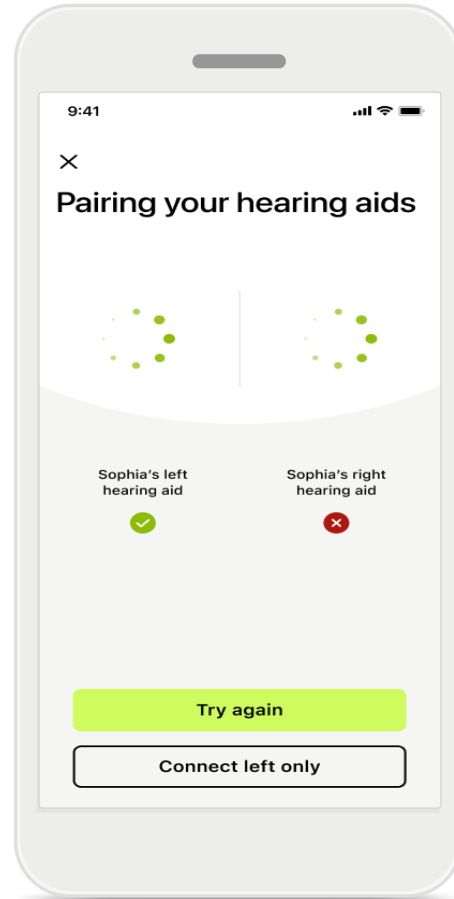 9:41
Pairing your hearing aids
Sophia's left
hearing aid
Sophia's right
hearing aid
Try again
Connect left only